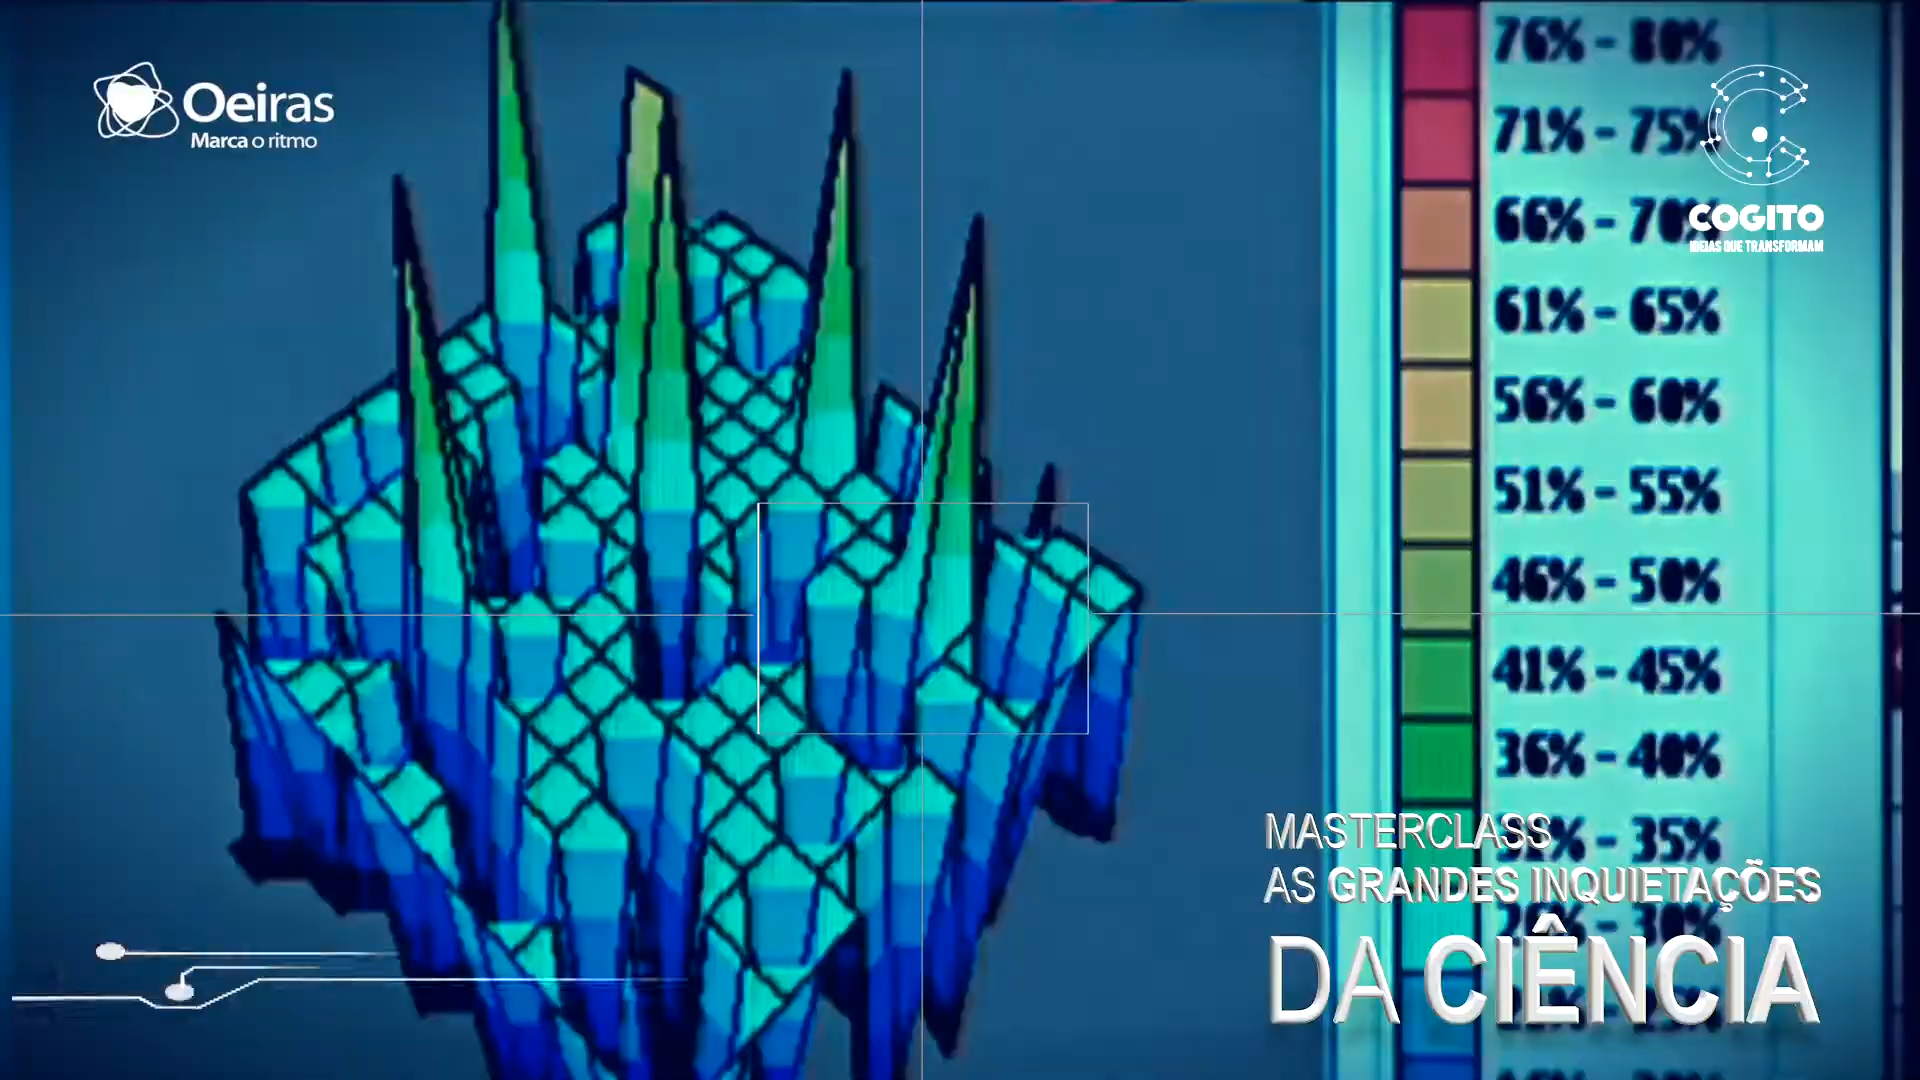 Oeiras
Marca o ritmo
76% - 80%
71% - 75%
66% - 70%
61% - 65%
56% - 60%
51% - 55%
46% - 50%
41% - 45%
36% - 40%
- 35%
COGITO
IDEIAS QUE TRANSFORMAM
MASTERCLASS
AS GRANDES INQUIETAÇÕES
DA CIÊNCIA